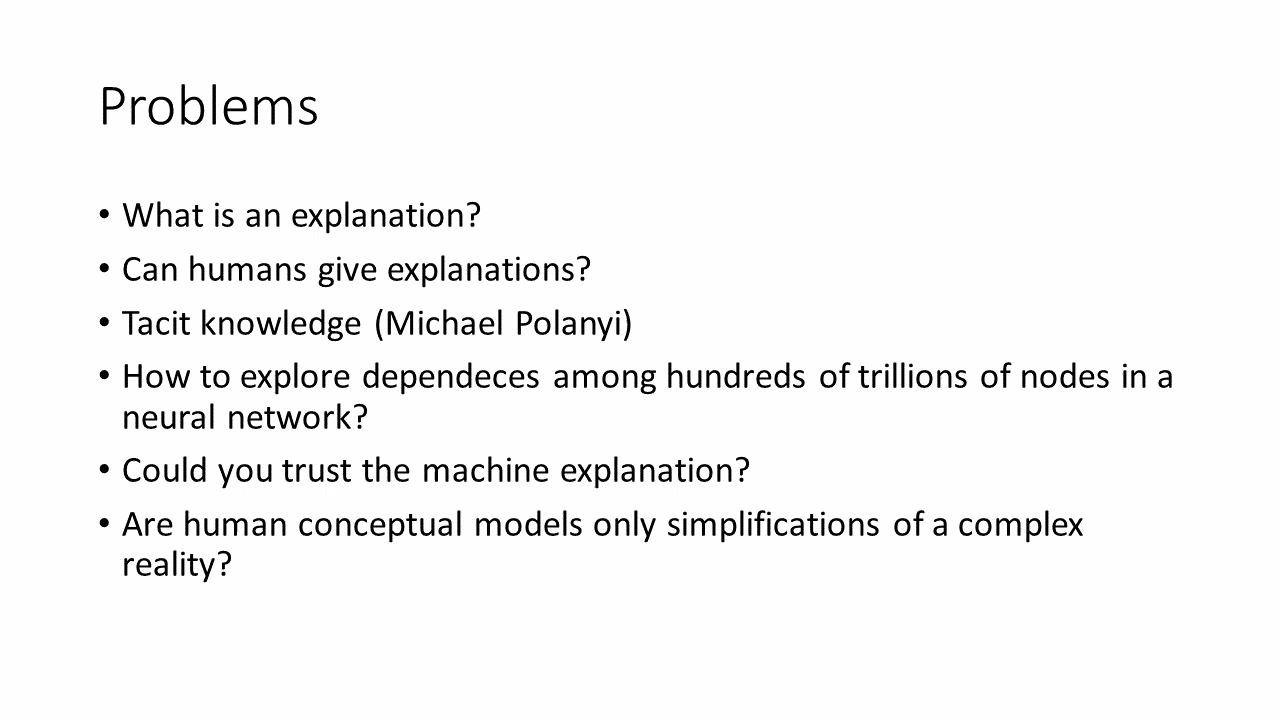 Problems
• What is an explanation?
• Can humans give explanations?
• Tacit knowledge (Michael Polanyi)
• How to explore dependeces among hundreds of trillions of nodes in a
neural network?
• Could you trust the machine explanation?
• Are human conceptual models only simplifications of a complex
reality?